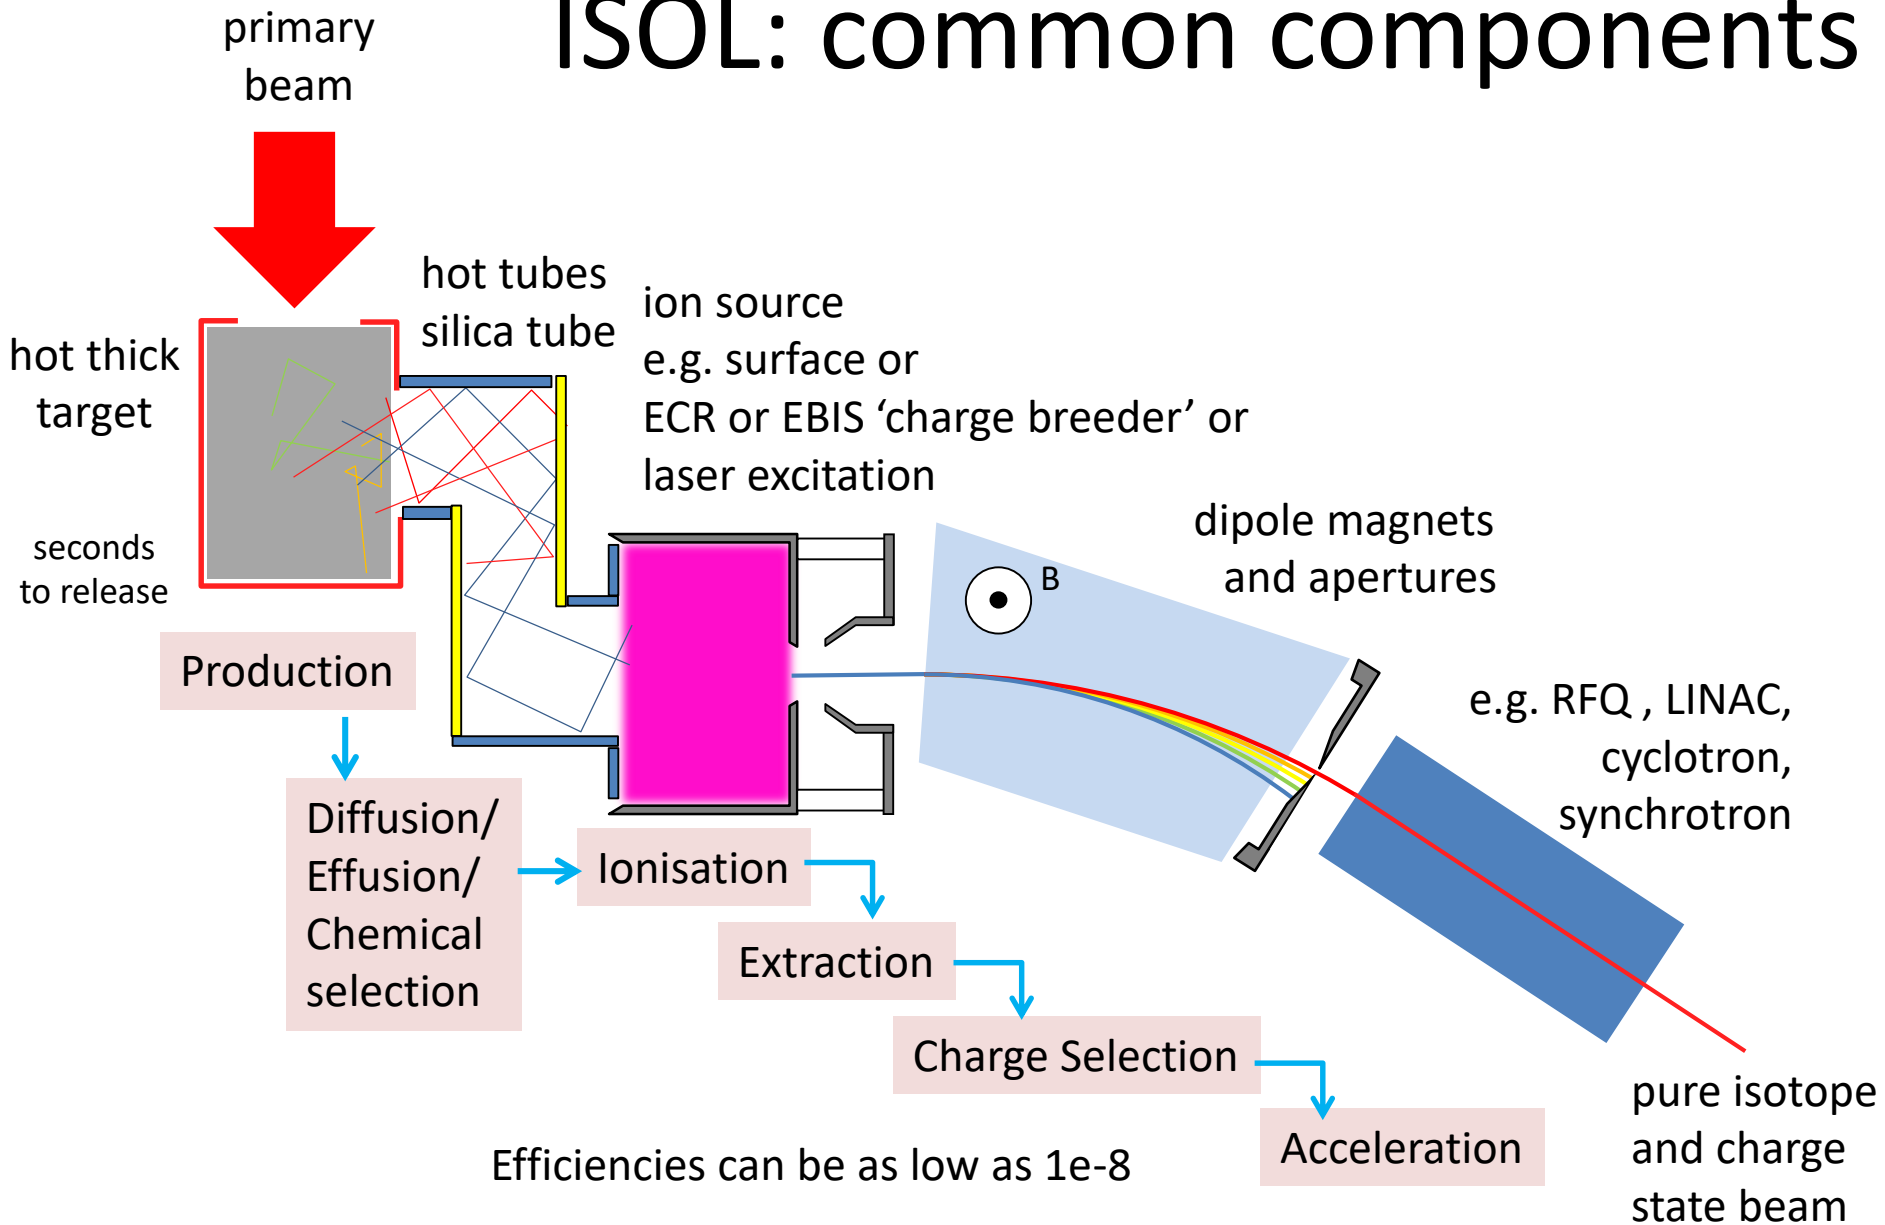 ISOL: common components
primary
beam
hot tubes
silica tube
ion source
e.g. surface or
ECR or EBIS ‘charge breeder’ or
laser excitation
hot thick
target
seconds
to release
dipole magnets
and apertures
B
e.g. RFQ , LINAC,
cyclotron,
synchrotron
Production
Diffusion/
Effusion/
Chemical
selection
Ionisation
Extraction
Charge Selection
Acceleration
pure isotope
and charge
state beam
Efficiencies can be as low as 1e-8